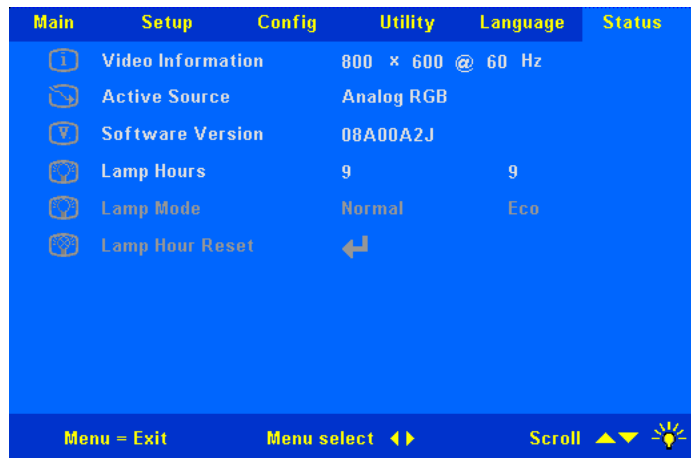 Main Setup Config Utility Language Status
Video Information 800 × 600 @ 60 Hz
Active Source Analog RGB
Software Version 08A00A2J
Lamp Hours 9 9
Lamp Mode Normal Eco
Lamp Hour Reset
Menu = Exit Menu select Scroll